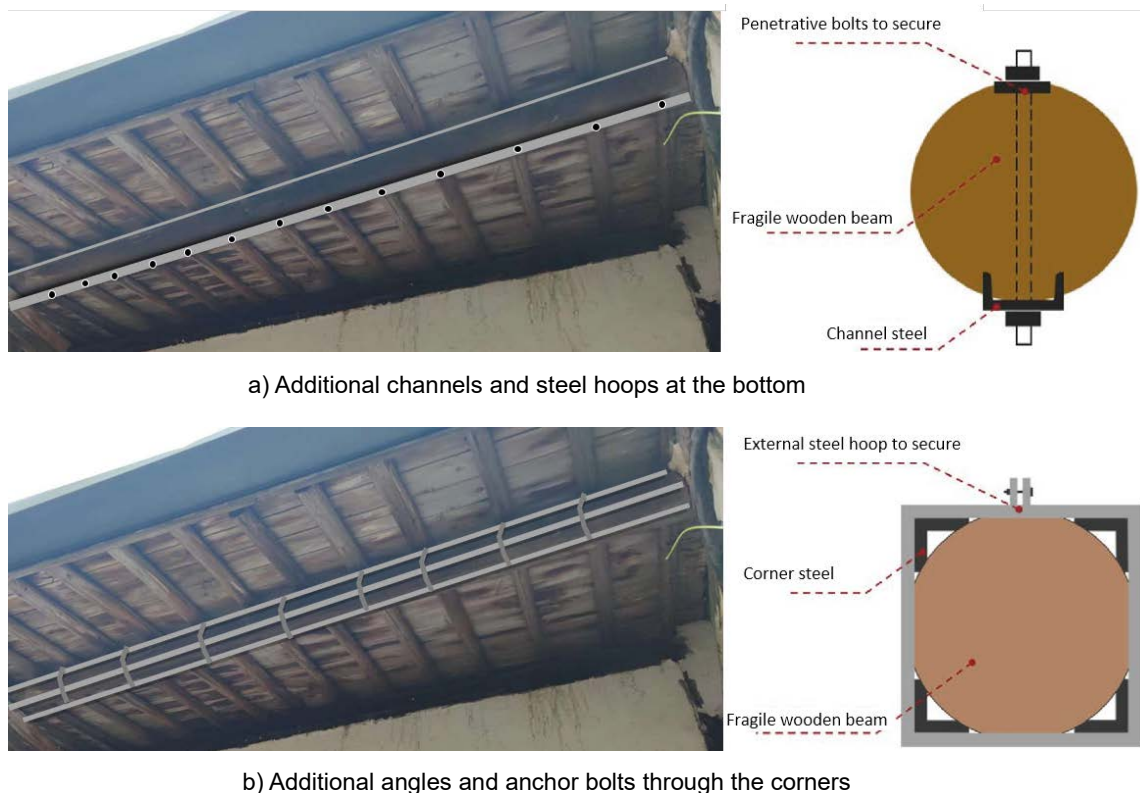 Penetrative bolts to secure
Fragile wooden beam
Channel steel
a) Additional channels and steel hoops at the bottom
External steel hoop to secure
Corner steel
Fragile wooden beam
b) Additional angles and anchor bolts through the corners